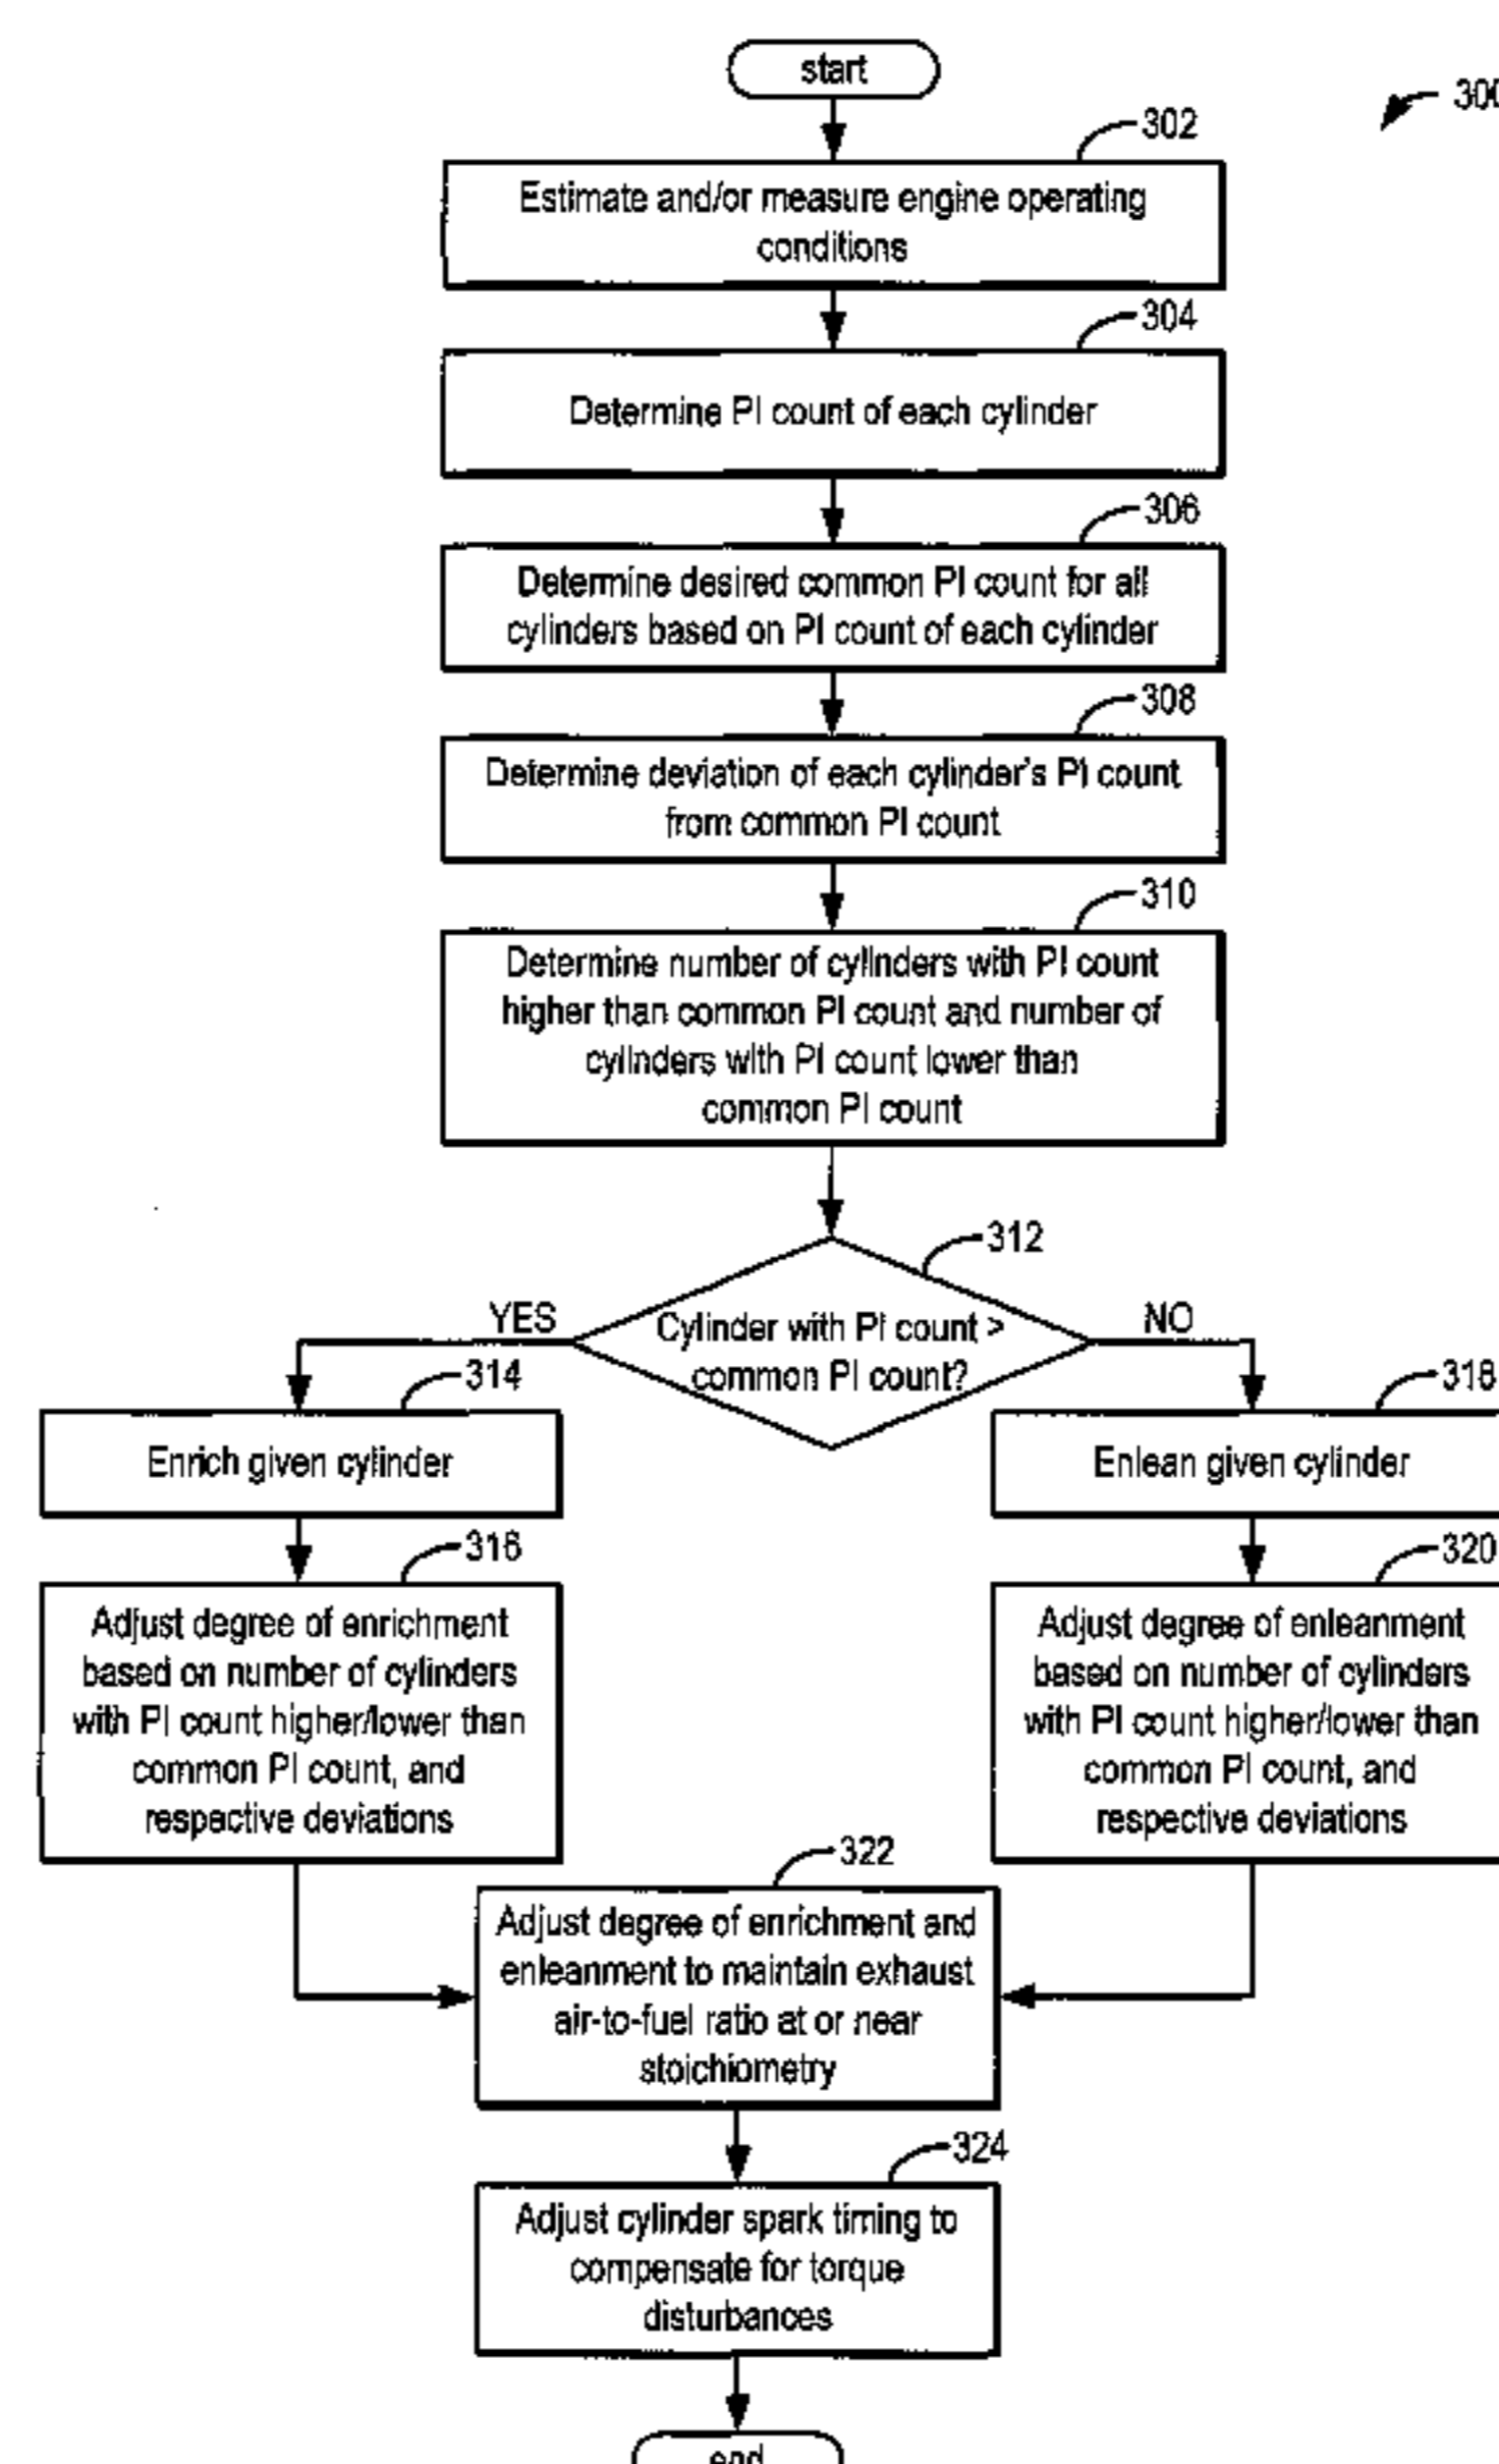 start
300
302
Estimate and/or measure engine operating
conditions
304
Determine PI count of each cylinder
306
Determine desired common PI count for all
cylinders based on PI count of each cylinder
308
Determine deviation of each cylinder's PI count
from common PI count
310
Determine number of cylinders with PI count
higher than common PI count and number of
cylinders with PI count lower than
common PI count
312
YES
Cylinder with PI count >
common PI count?
NO
314
Enrich given cylinder
318
Enlean given cylinder
316
Adjust degree of enrichment
based on number of cylinders
with PI count higher/lower than
common PI count, and
respective deviations
320
Adjust degree of enleanment
based on number of cylinders
with PI count higher/lower than
common PI count, and
respective deviations
322
Adjust degree of enrichment and
enleanment to maintain exhaust
air-to-fuel ratio at or near
stoichiometry
324
Adjust cylinder spark timing to
compensate for torque
disturbances
end